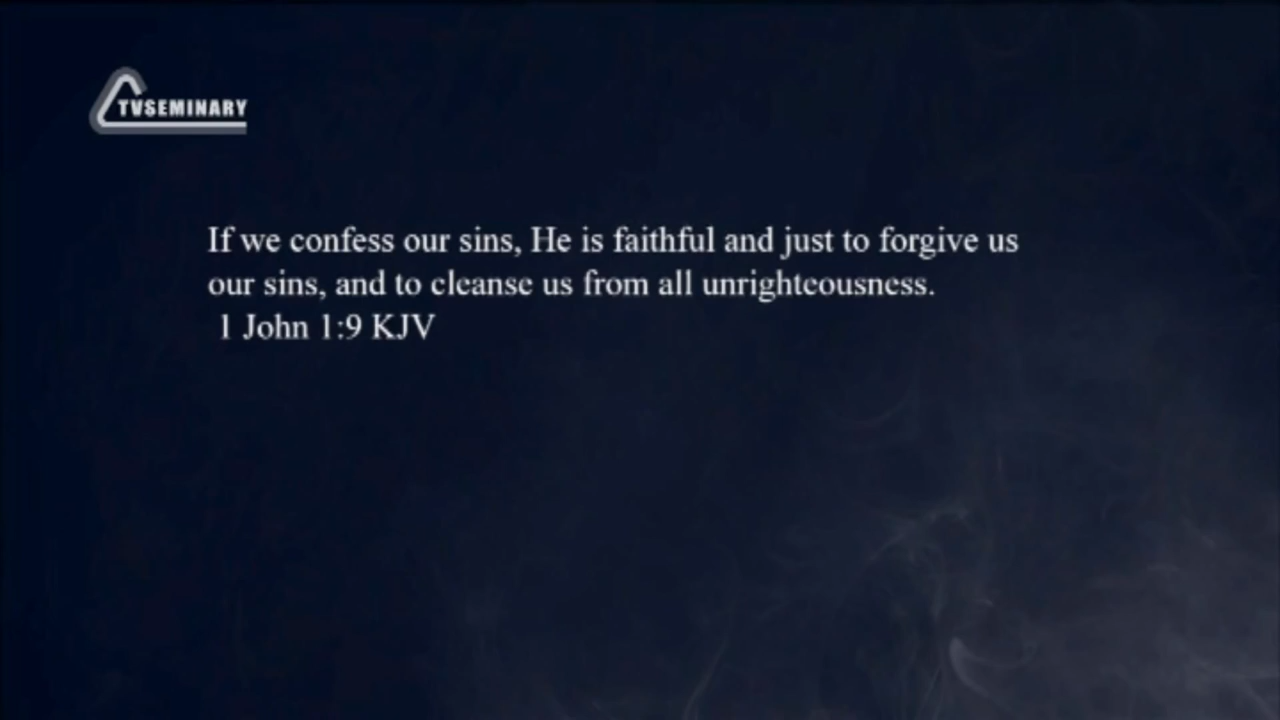 TVSEMINARY
If we confess our sins, He is faithful and just to forgive us
our sins, and to cleanse us from all unrighteousness.
1 John 1:9 KJV